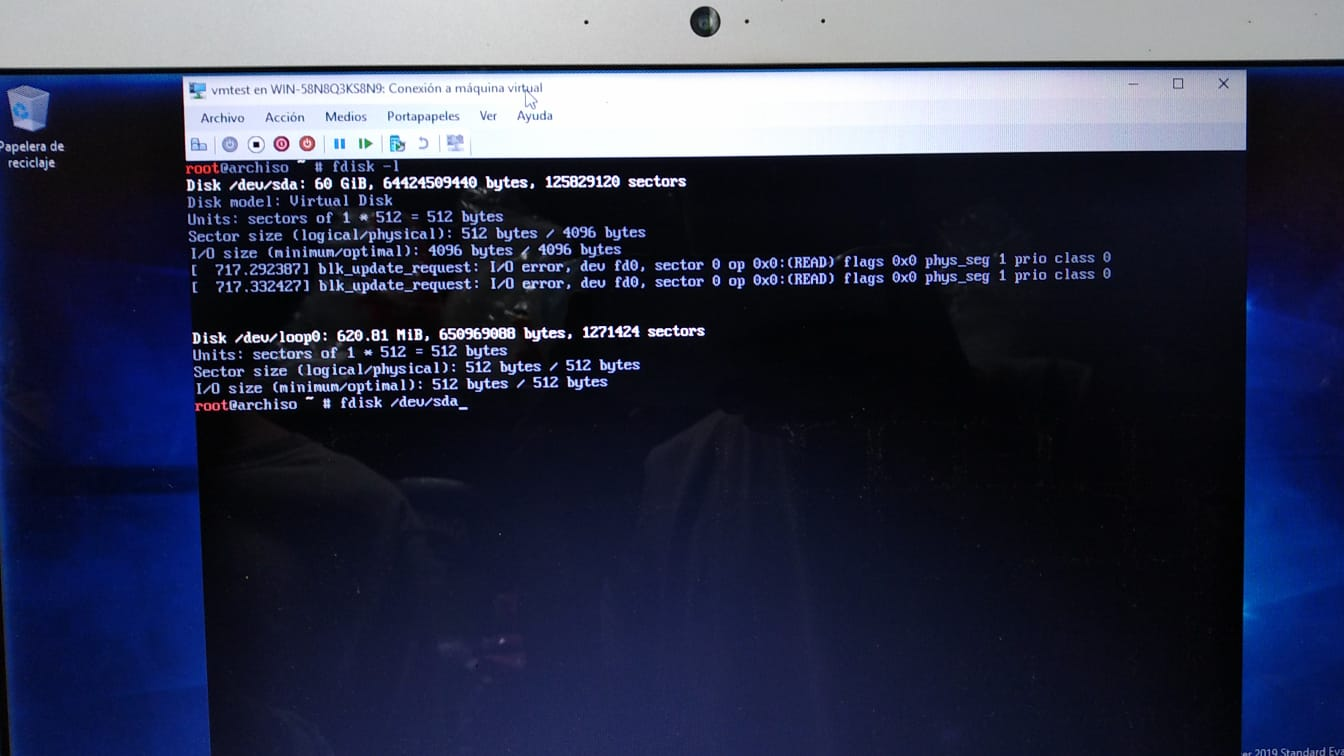 vmtest en WIN-58N8Q3KS8N9: Conexión a máquina virtual
Archivo Acción Medios Portapapeles Ver Ayuda
Papelera de
reciclaje
root@archiso ~ # fdisk -l
Disk /dev/sda: 60 GiB, 64424509440 bytes, 125829120 sectors
Disk model: Virtual Disk
Units: sectors of 1 * 512 = 512 bytes
Sector size (logical/physical): 512 bytes / 4096 bytes
I/O size (minimum/optimal): 4096 bytes / 4096 bytes
[  717.292387] blk_update_request: I/O error, dev fd0, sector 0 op 0x0:(READ) flags 0x0 phys_seg 1 prio class 0
[  717.332427] blk_update_request: I/O error, dev fd0, sector 0 op 0x0:(READ) flags 0x0 phys_seg 1 prio class 0
Disk /dev/loop0: 620.81 MiB, 650969088 bytes, 1271424 sectors
Units: sectors of 1 * 512 = 512 bytes
Sector size (logical/physical): 512 bytes / 512 bytes
I/O size (minimum/optimal): 512 bytes / 512 bytes
root@archiso ~ # fdisk /dev/sda_
2019 Standard